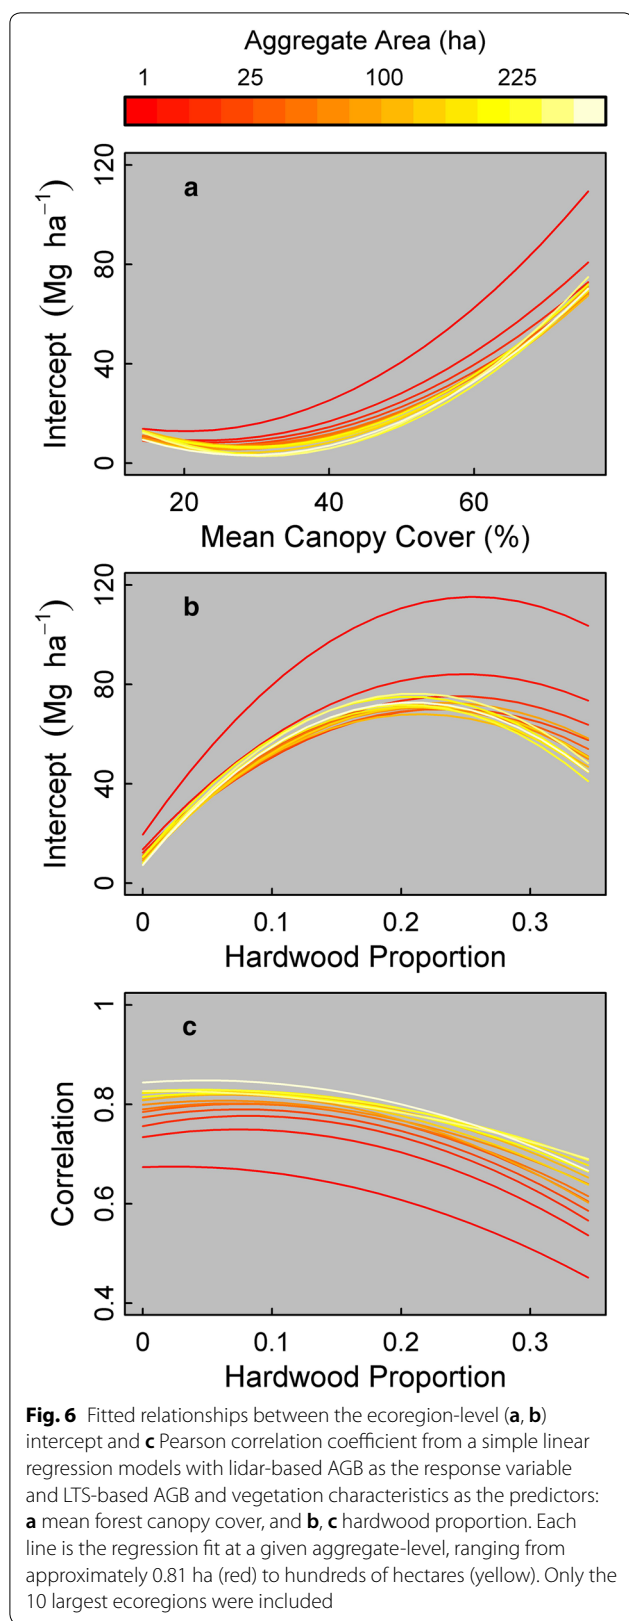 Aggregate Area (ha)
1 25 100 225
120
80
40
0
Intercept (Mg ha⁻¹)
a
20 40 60
Mean Canopy Cover (%)
120
80
40
0
Intercept (Mg ha⁻¹)
b
0 0.1 0.2 0.3
Hardwood Proportion
1
0.8
0.6
0.4
Correlation
c
0 0.1 0.2 0.3
Hardwood Proportion
Fig. 6 Fitted relationships between the ecoregion-level (a, b)
intercept and c Pearson correlation coefficient from a simple linear
regression models with lidar-based AGB as the response variable
and LTS-based AGB and vegetation characteristics as the predictors:
a mean forest canopy cover, and b, c hardwood proportion. Each
line is the regression fit at a given aggregate-level, ranging from
approximately 0.81 ha (red) to hundreds of hectares (yellow). Only the
10 largest ecoregions were included